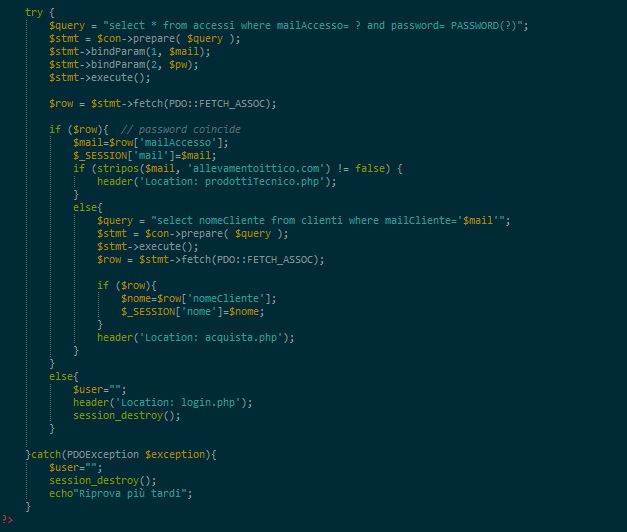 try {
$query = "select * from accessi where mailAccesso= ? and password= PASSWORD(?)";
$stmt = $con->prepare( $query );
$stmt->bindParam(1, $mail);
$stmt->bindParam(2, $pw);
$stmt->execute();
$row = $stmt->fetch(PDO::FETCH_ASSOC);
if ($row){  // password coincide
$mail=$row['mailAccesso'];
$_SESSION['mail']=$mail;
if (stripos($mail, 'allevamentoittico.com') != false) {
header('Location: prodottiTecnico.php');
}
else{
$query = "select nomeCliente from clienti where mailCliente='$mail'";
$stmt = $con->prepare( $query );
$stmt->execute();
$row = $stmt->fetch(PDO::FETCH_ASSOC);
if ($row){
$nome=$row['nomeCliente'];
$_SESSION['nome']=$nome;
}
header('Location: acquista.php');
}
}
else{
$user="";
header('Location: login.php');
session_destroy();
}
}catch(PDOException $exception){
$user="";
session_destroy();
echo"Riprova più tardi";
}
?>